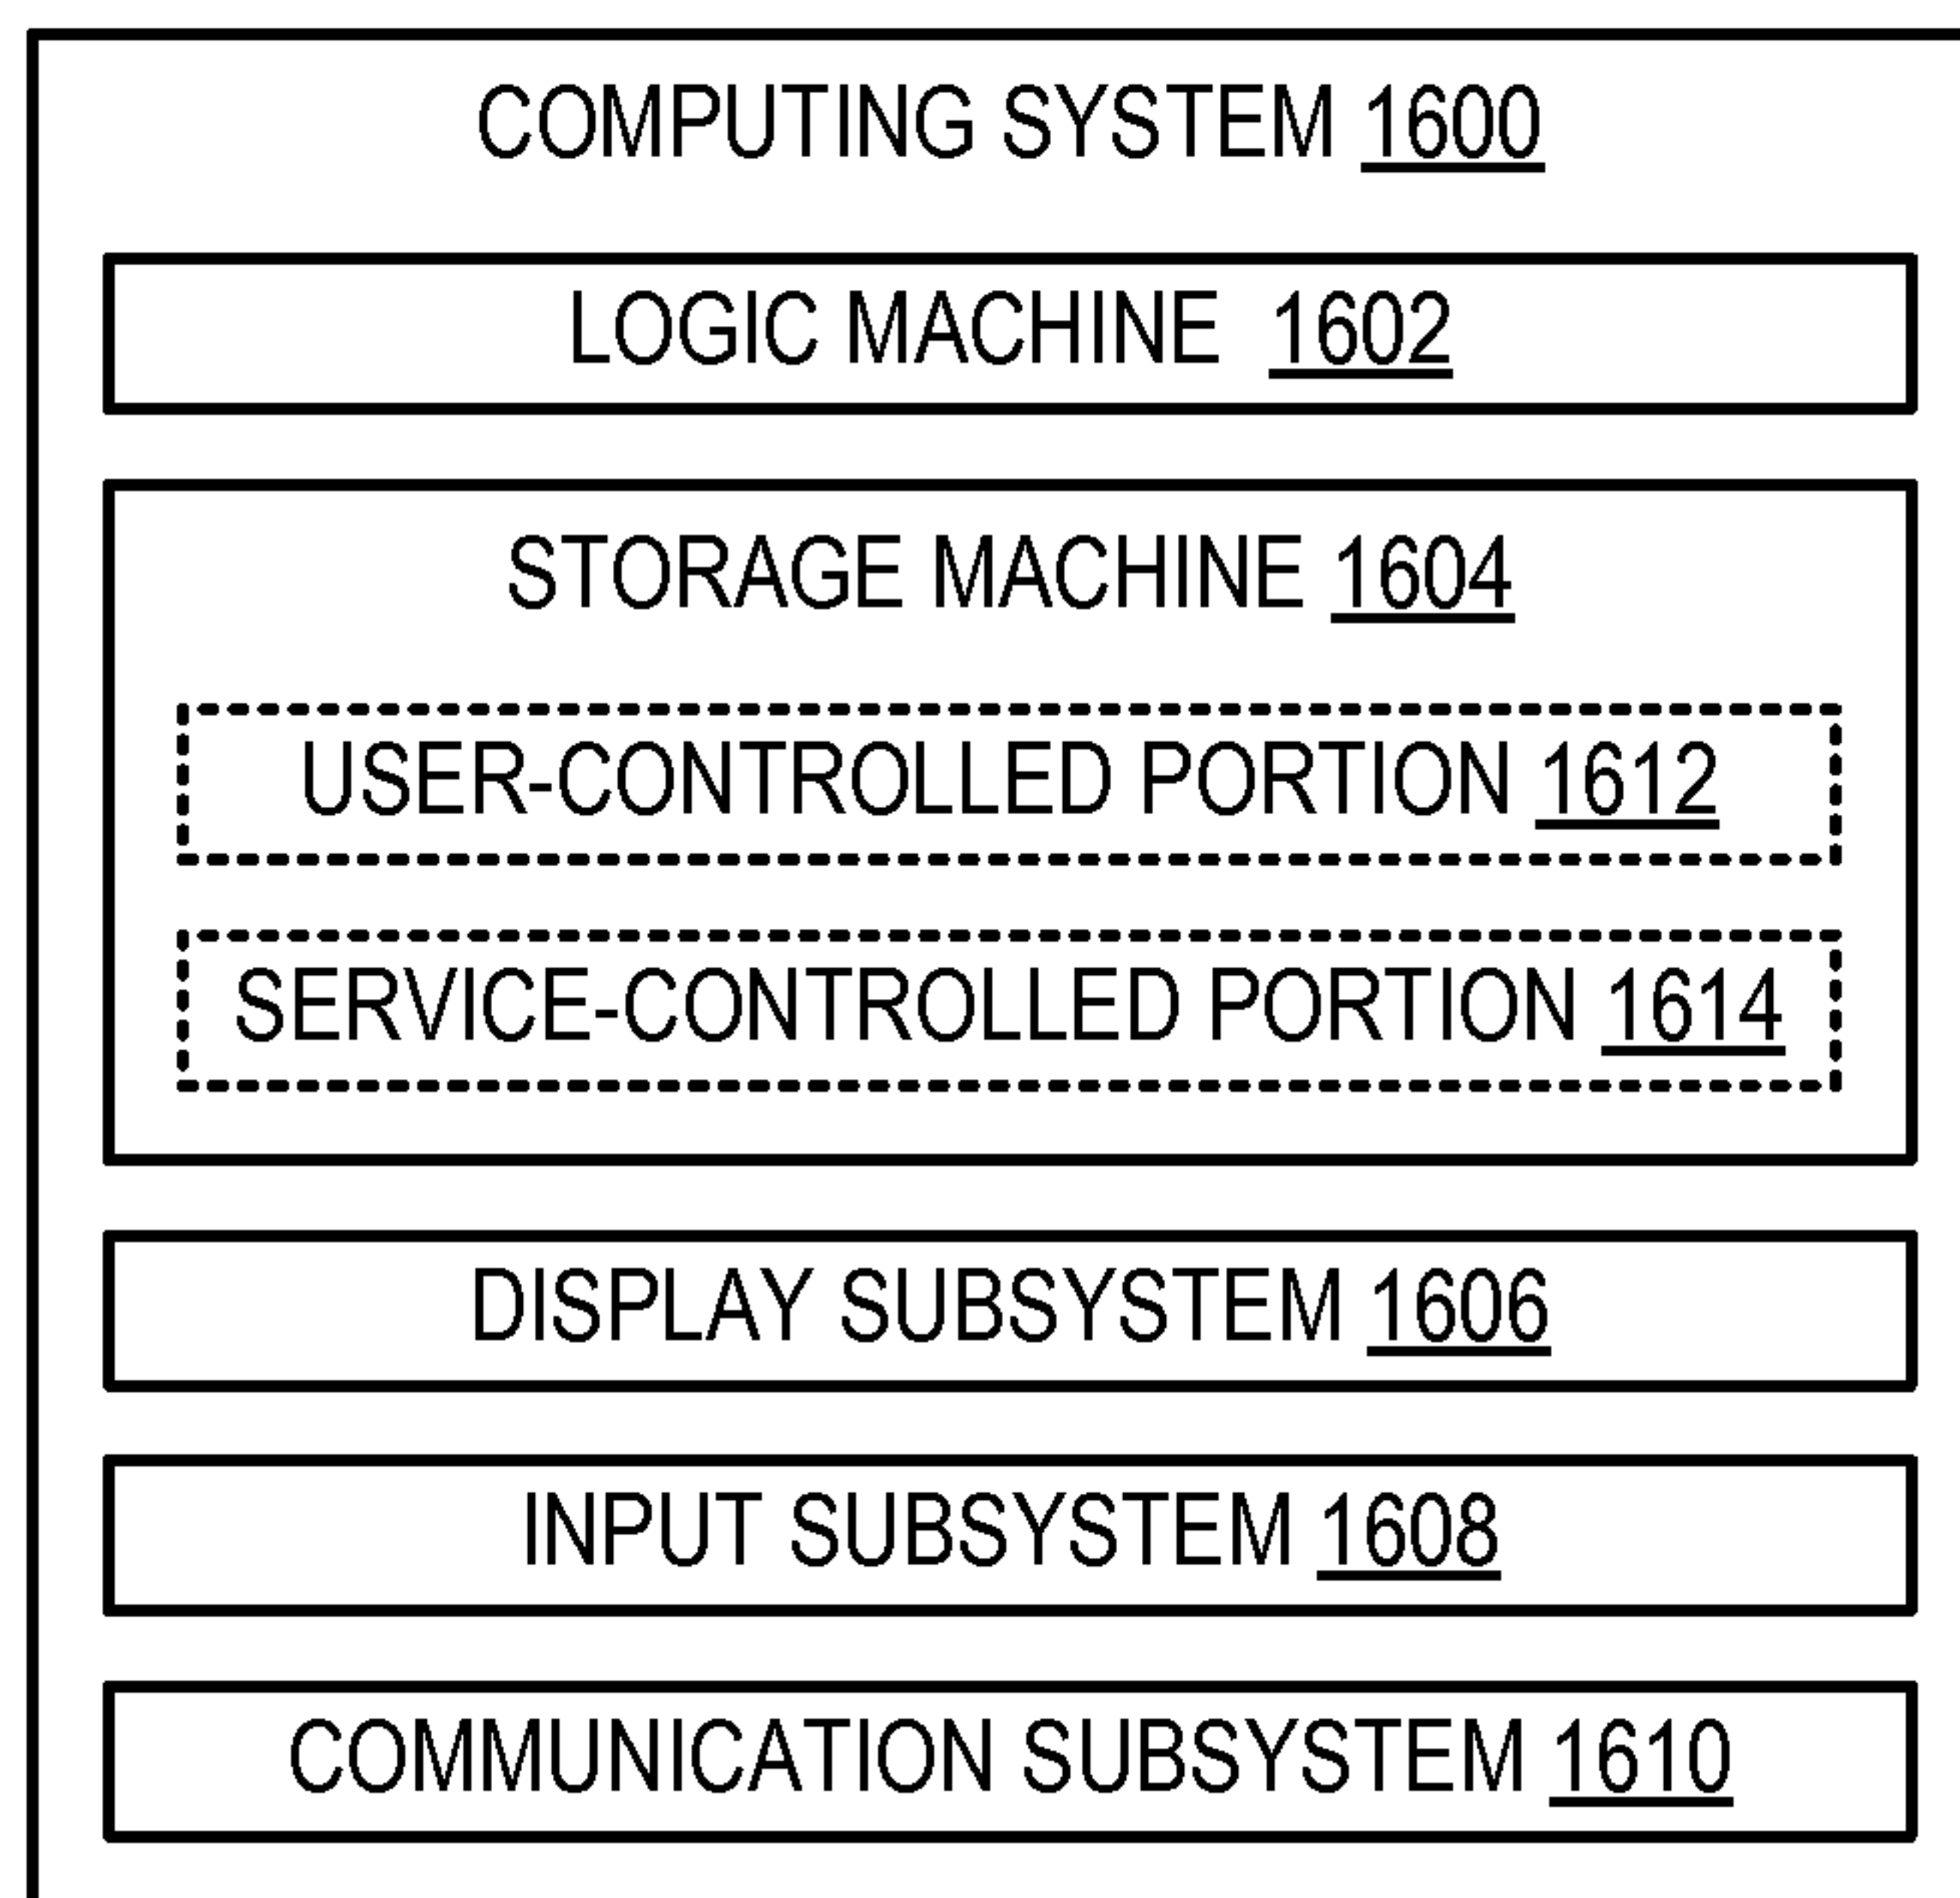 COMPUTING SYSTEM 1600
LOGIC MACHINE 1602
STORAGE MACHINE 1604
USER-CONTROLLED PORTION 1612
SERVICE-CONTROLLED PORTION 1614
DISPLAY SUBSYSTEM 1606
INPUT SUBSYSTEM 1608
COMMUNICATION SUBSYSTEM 1610